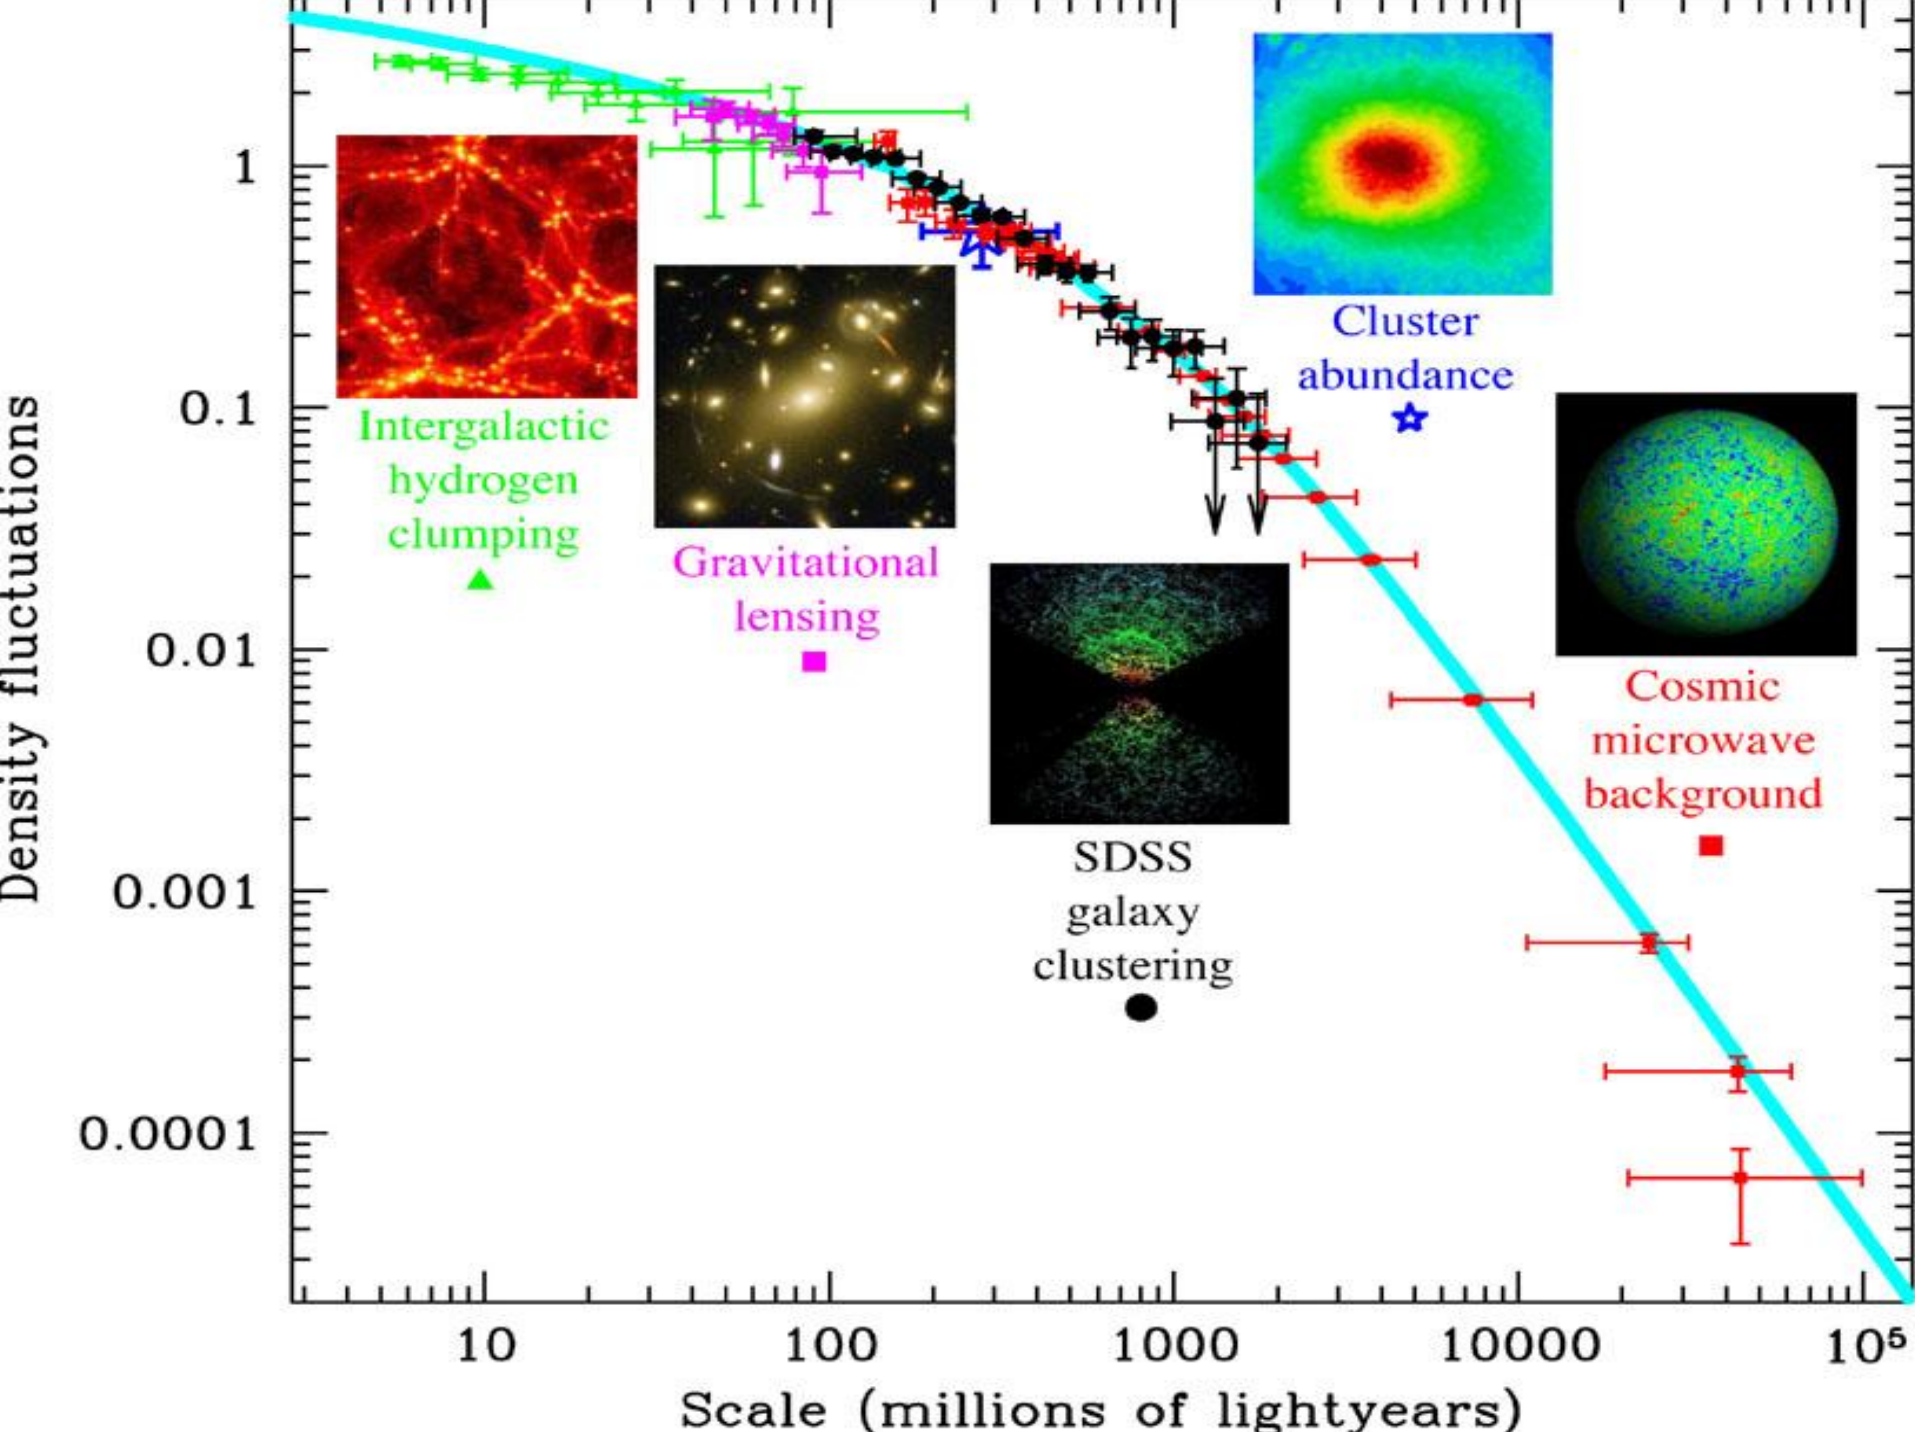 Density fluctuations
1
0.1
0.01
0.001
0.0001
Intergalactic
hydrogen
clumping
Gravitational
lensing
SDSS
galaxy
clustering
Cluster
abundance
Cosmic
microwave
background
10
100
1000
10000
10⁵
Scale (millions of lightyears)